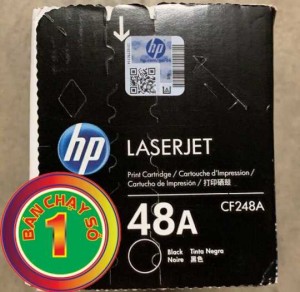 hp
hp
LASERJET
Print Cartridge / Cartouche d'Impression /
Cartucho de Impresión / 打印硒鼓
48A
CF248A
Black Tinta Negra
Noire 黑色
BÁN CHẠY SỐ
1